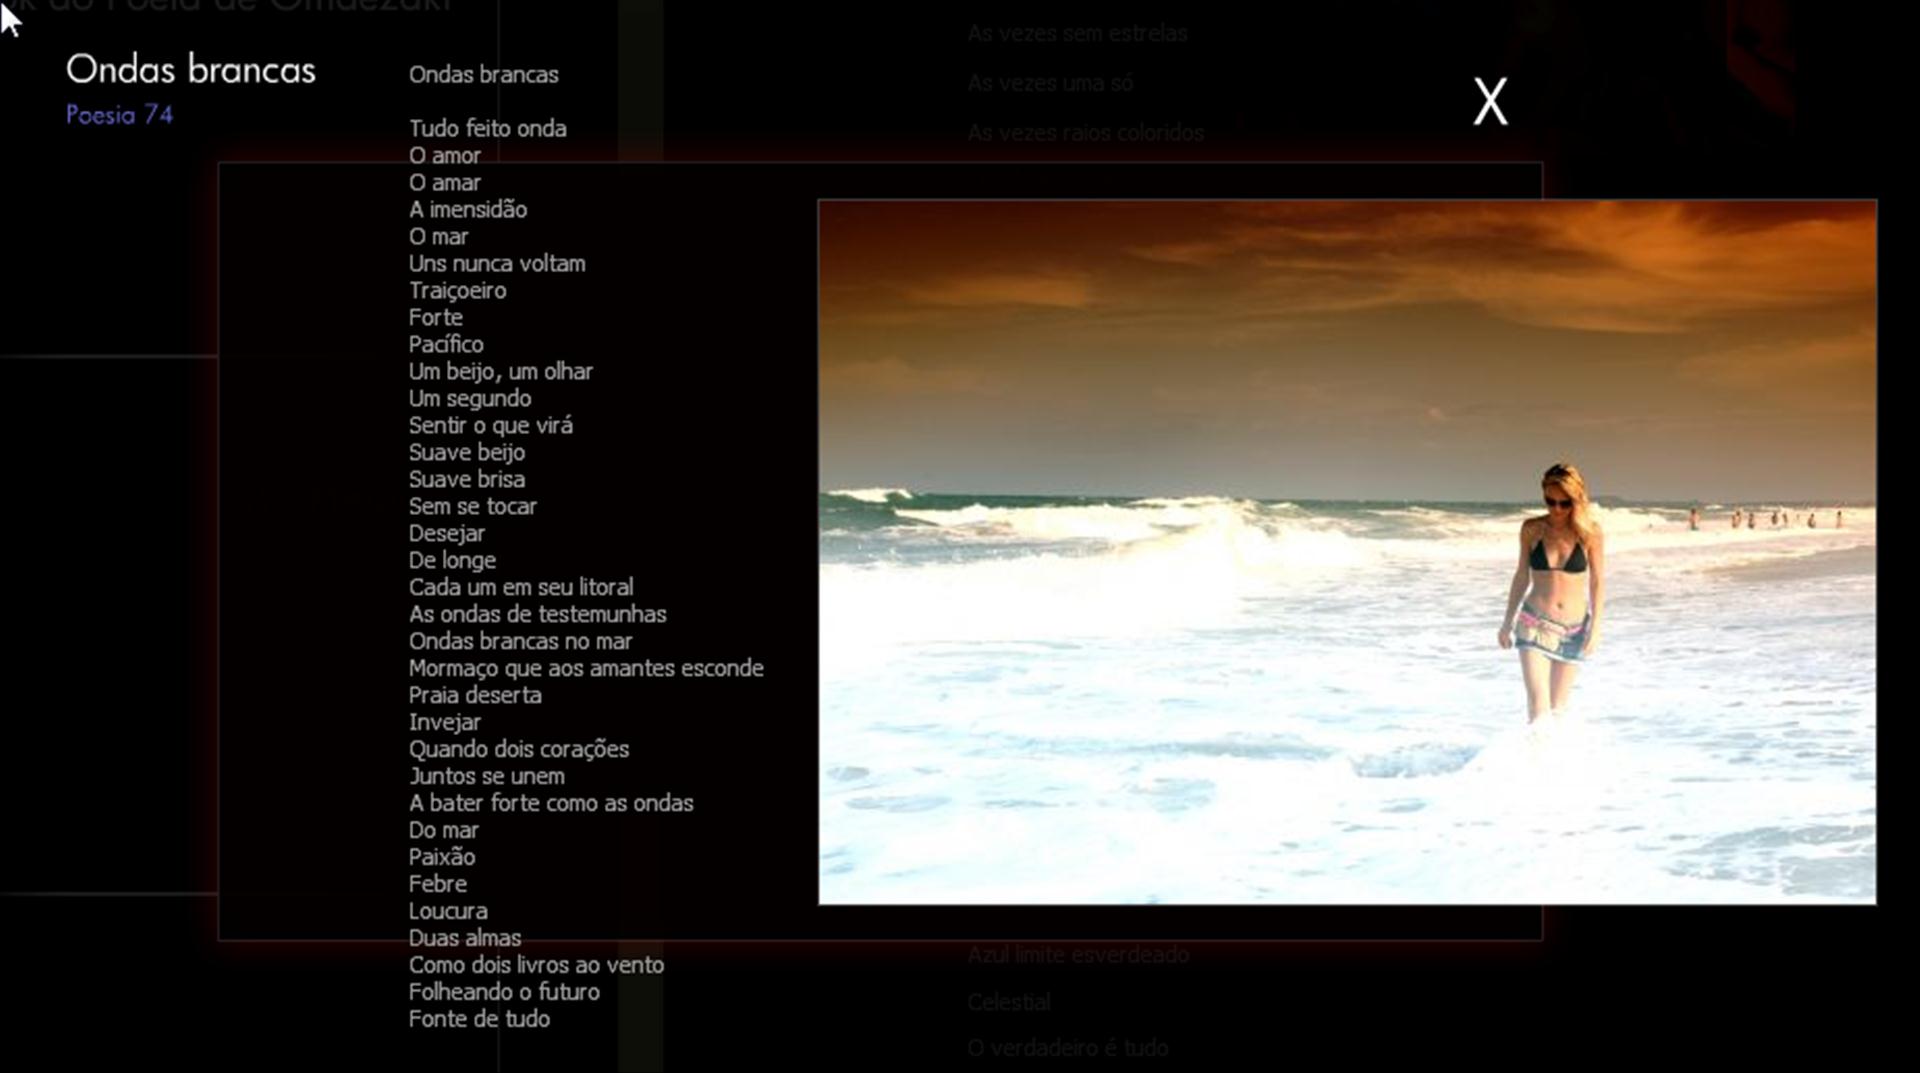 do Poeta de Omaezaki
Ondas brancas
Poesia 74
X
Ondas brancas
Tudo feito onda
O amor
O amar
A imensidão
O mar
Uns nunca voltam
Traiçoeiro
Forte
Pacífico
Um beijo, um olhar
Um segundo
Sentir o que virá
Suave beijo
Suave brisa
Sem se tocar
Desejar
De longe
Cada um em seu litoral
As ondas de testemunhas
Ondas brancas no mar
Mormaço que aos amantes esconde
Praia deserta
Invejar
Quando dois corações
Juntos se unem
A bater forte como as ondas
Do mar
Paixão
Febre
Loucura
Duas almas
Como dois livros ao vento
Folheando o futuro
Fonte de tudo
As vezes sem estrelas
As vezes uma só
As vezes raios coloridos
Azul limite esverdeado
Celestial
O verdadeiro é tudo